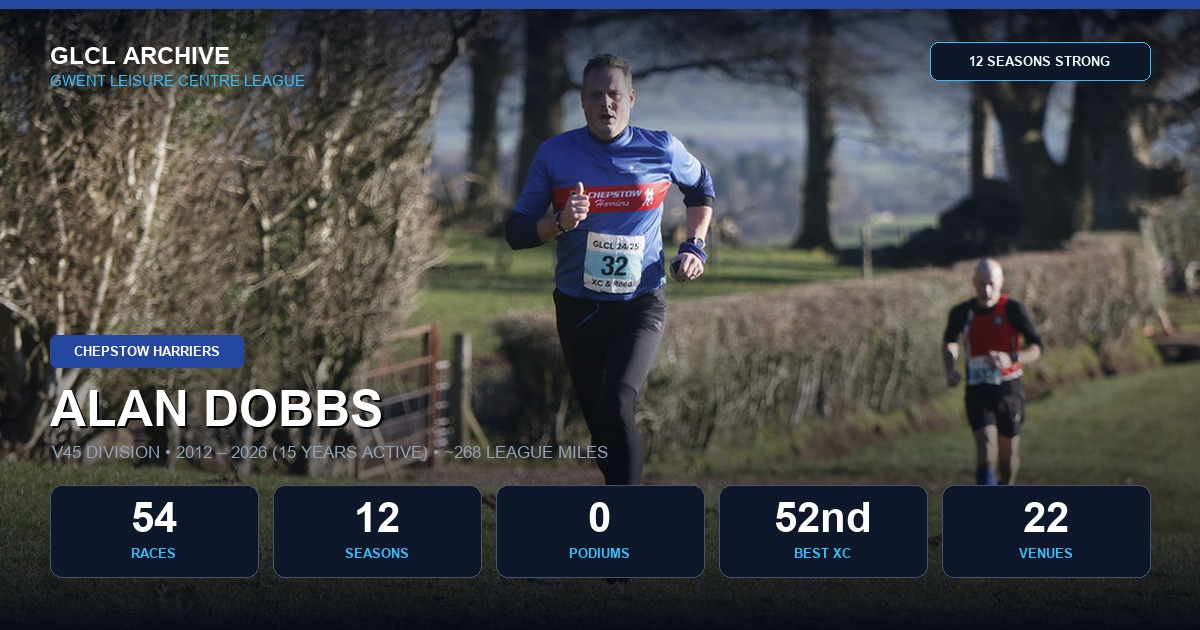 GLCL ARCHIVE
GWENT LEISURE CENTRE LEAGUE
12 SEASONS STRONG
CHEPSTOW
Harriers
GLCL 24/25
32
XC & Road
CHEPSTOW HARRIERS
ALAN DOBBS
V45 DIVISION • 2012 – 2026 (15 YEARS ACTIVE) • ~268 LEAGUE MILES
54
RACES
12
SEASONS
0
PODIUMS
52nd
BEST XC
22
VENUES